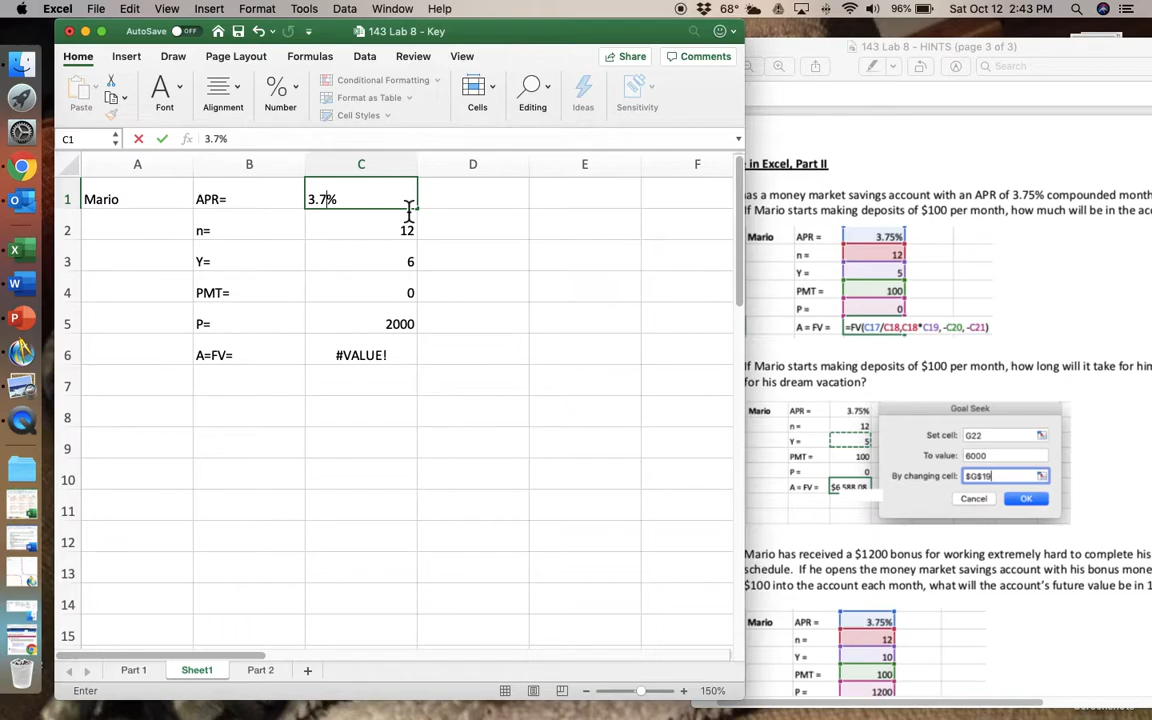 Excel File Edit View Insert Format Tools Data Window Help
68° 96% Sat Oct 12 2:43 PM
AutoSave OFF
143 Lab 8 - Key
Home Insert Draw Page Layout Formulas Data Review View
Share Comments
Paste Font Alignment Number
Conditional Formatting
Format as Table
Cell Styles
Cells Editing Ideas Sensitivity
C1 fx 3.7%
A B C D E F
1 Mario APR= 3.7%
2 n= 12
3 Y= 6
4 PMT= 0
5 P= 2000
6 A=FV= #VALUE!
7
8
9
10
11
12
13
14
15
Part 1 Sheet1 Part 2 +
Enter 150%
143 Lab 8 - HINTS (page 3 of 3)
Search
e in Excel, Part II
has a money market savings account with an APR of 3.75% compounded month
If Mario starts making deposits of $100 per month, how much will be in the acc
Mario APR = 3.75%
n = 12
Y = 5
PMT = 100
P = 0
A = FV = =FV(C17/C18,C18*C19, -C20, -C21)
If Mario starts making deposits of $100 per month, how long will it take for him
for his dream vacation?
Mario APR = 3.75%
n = 12
Y = 5
PMT = 100
P = 0
A = FV = $6,588.08
Goal Seek
Set cell: G22
To value: 6000
By changing cell: $G$19
Cancel OK
Mario has received a $1200 bonus for working extremely hard to complete his
schedule. If he opens the money market savings account with his bonus mone
$100 into the account each month, what will the account's future value be in 1
Mario APR = 3.75%
n = 12
Y = 10
PMT = 100
P = 1200